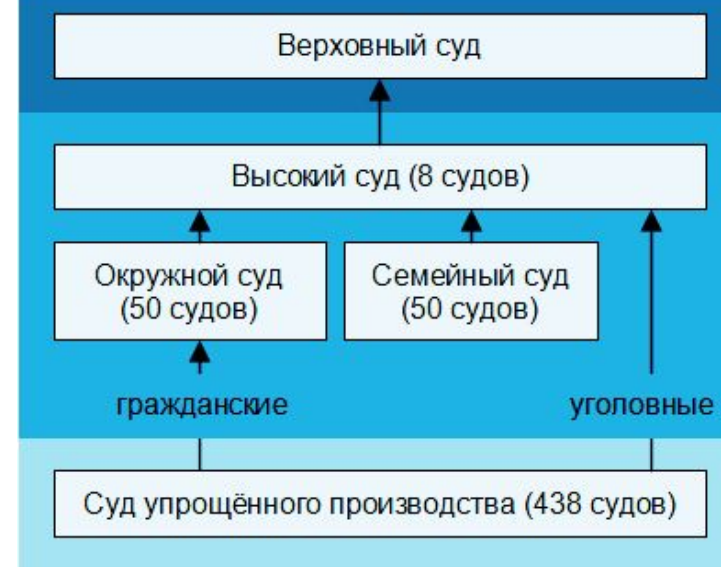 Верховный суд
Высокий суд (8 судов)
Окружной суд
(50 судов)
Семейный суд
(50 судов)
гражданские
уголовные
Суд упрощённого производства (438 судов)